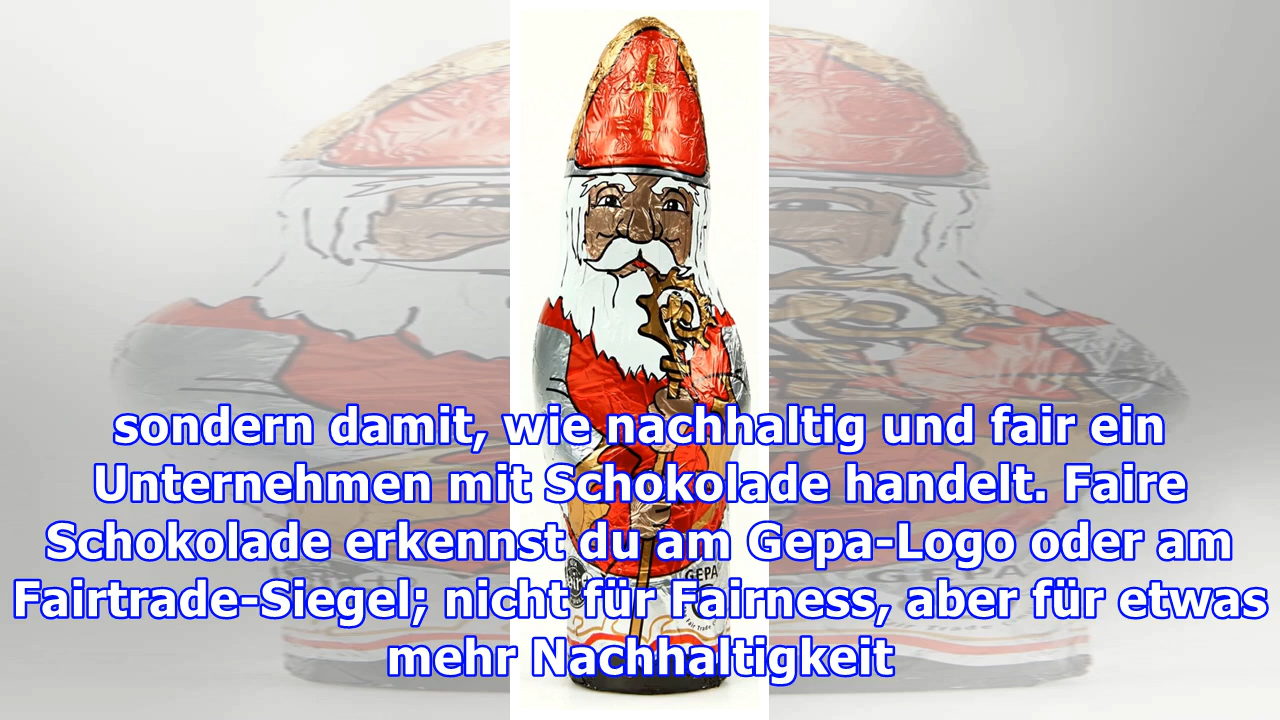 sondern damit, wie nachhaltig und fair ein
Unternehmen mit Schokolade handelt. Faire
Schokolade erkennst du am Gepa-Logo oder am
Fairtrade-Siegel; nicht für Fairness, aber für etwas
mehr Nachhaltigkeit
GEPA